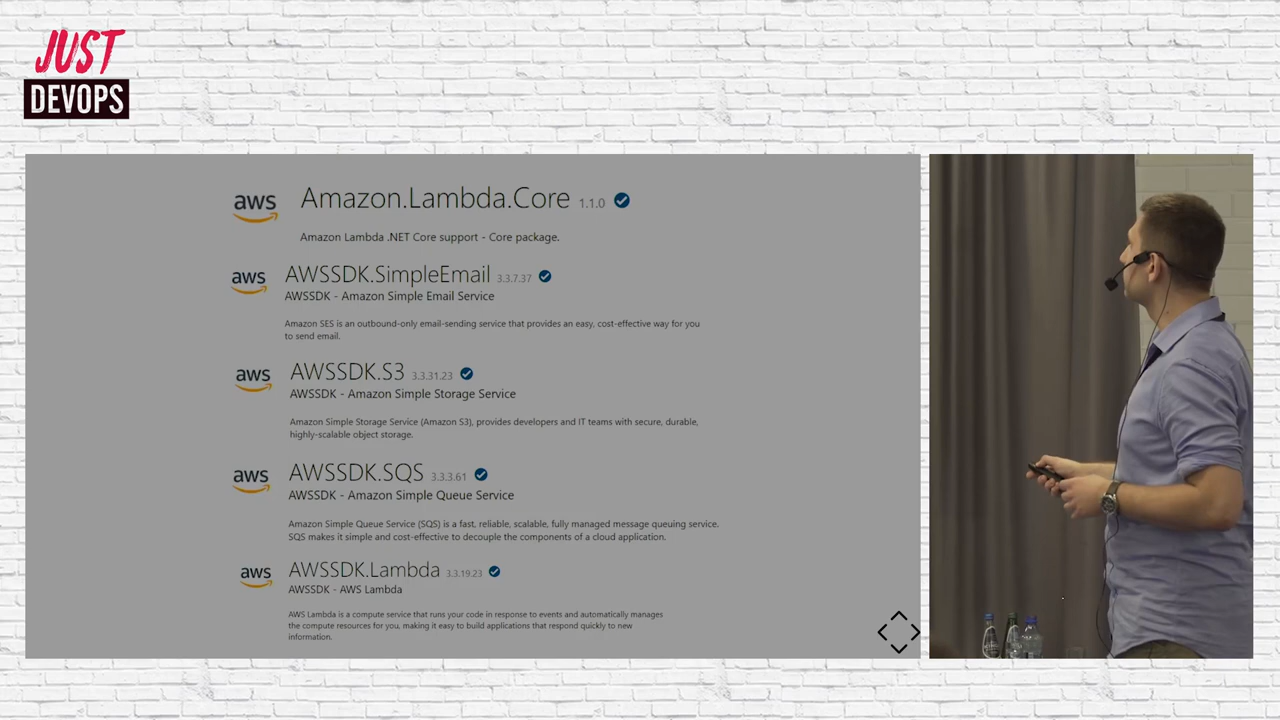 JUST
DEVOPS
aws
Amazon.Lambda.Core 1.1.0
Amazon Lambda .NET Core support - Core package.
aws
AWSSDK.SimpleEmail 3.3.7.37
AWSSDK - Amazon Simple Email Service
Amazon SES is an outbound-only email-sending service that provides an easy, cost-effective way for you
to send email.
aws
AWSSDK.S3 3.3.31.23
AWSSDK - Amazon Simple Storage Service
Amazon Simple Storage Service (Amazon S3), provides developers and IT teams with secure, durable,
highly-scalable object storage.
aws
AWSSDK.SQS 3.3.3.61
AWSSDK - Amazon Simple Queue Service
Amazon Simple Queue Service (SQS) is a fast, reliable, scalable, fully managed message queuing service.
SQS makes it simple and cost-effective to decouple the components of a cloud application.
aws
AWSSDK.Lambda 3.3.19.23
AWSSDK - AWS Lambda
AWS Lambda is a compute service that runs your code in response to events and automatically manages
the compute resources for you, making it easy to build applications that respond quickly to new
information.